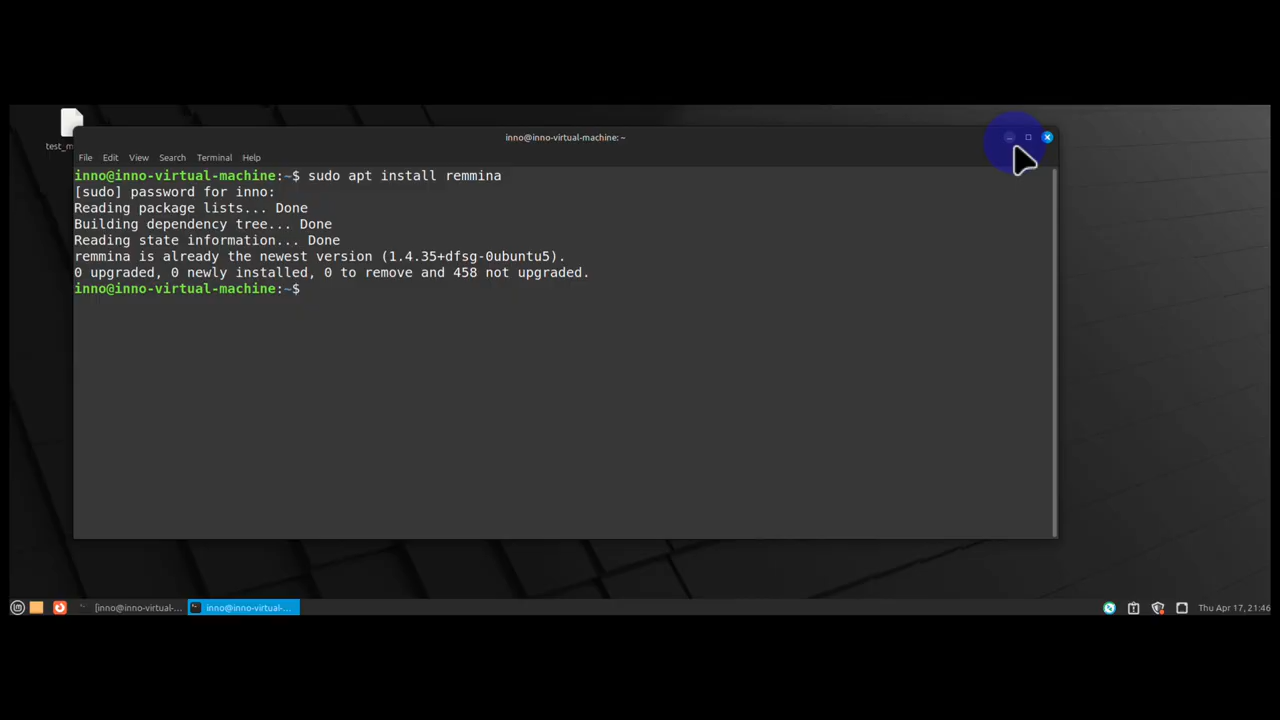 test_m
inno@inno-virtual-machine: ~
File Edit View Search Terminal Help
inno@inno-virtual-machine:~$ sudo apt install remmina
[sudo] password for inno:
Reading package lists... Done
Building dependency tree... Done
Reading state information... Done
remmina is already the newest version (1.4.35+dfsg-0ubuntu5).
0 upgraded, 0 newly installed, 0 to remove and 458 not upgraded.
inno@inno-virtual-machine:~$
[inno@inno-virtual-... inno@inno-virtual-... Thu Apr 17, 21:46